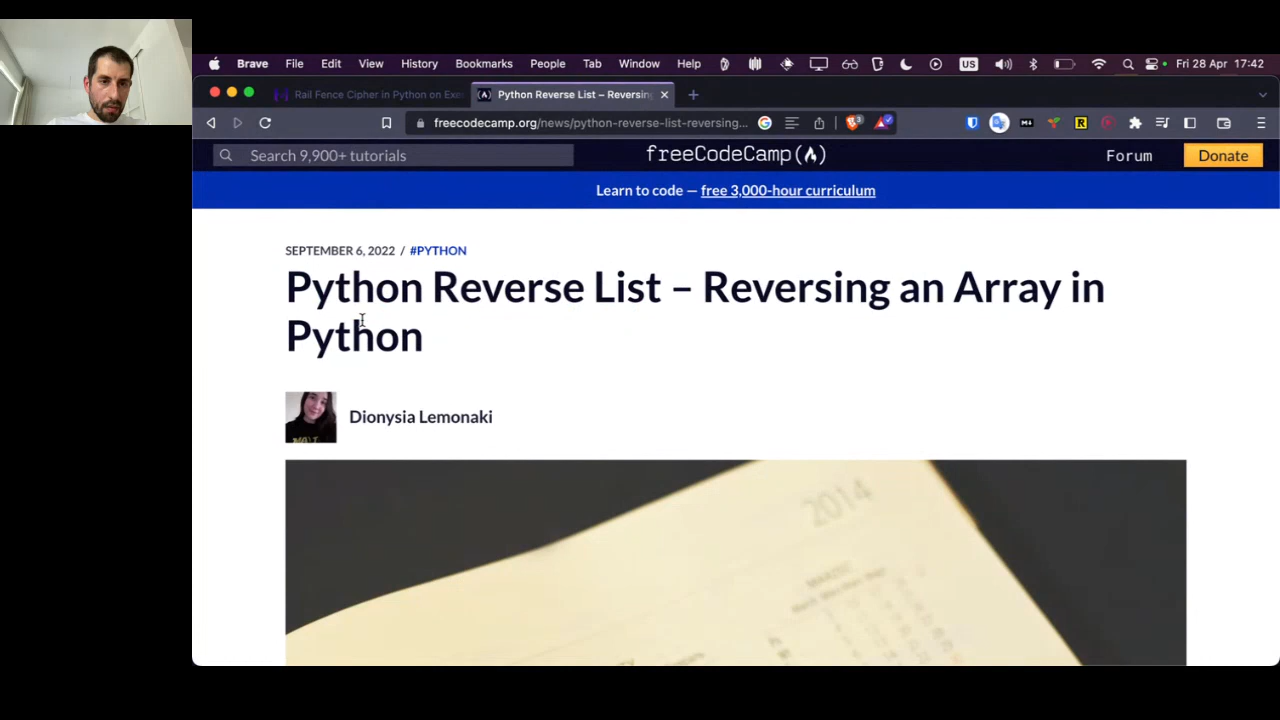 Brave File Edit View History Bookmarks People Tab Window Help US Fri 28 Apr 17:42
Rail Fence Cipher in Python on Exe Python Reverse List – Reversin
freecodecamp.org/news/python-reverse-list-reversing...
Search 9,900+ tutorials freeCodeCamp(🔥) Forum Donate
Learn to code — free 3,000-hour curriculum
SEPTEMBER 6, 2022 / #PYTHON
Python Reverse List – Reversing an Array in
Python
Dionysia Lemonaki
2014